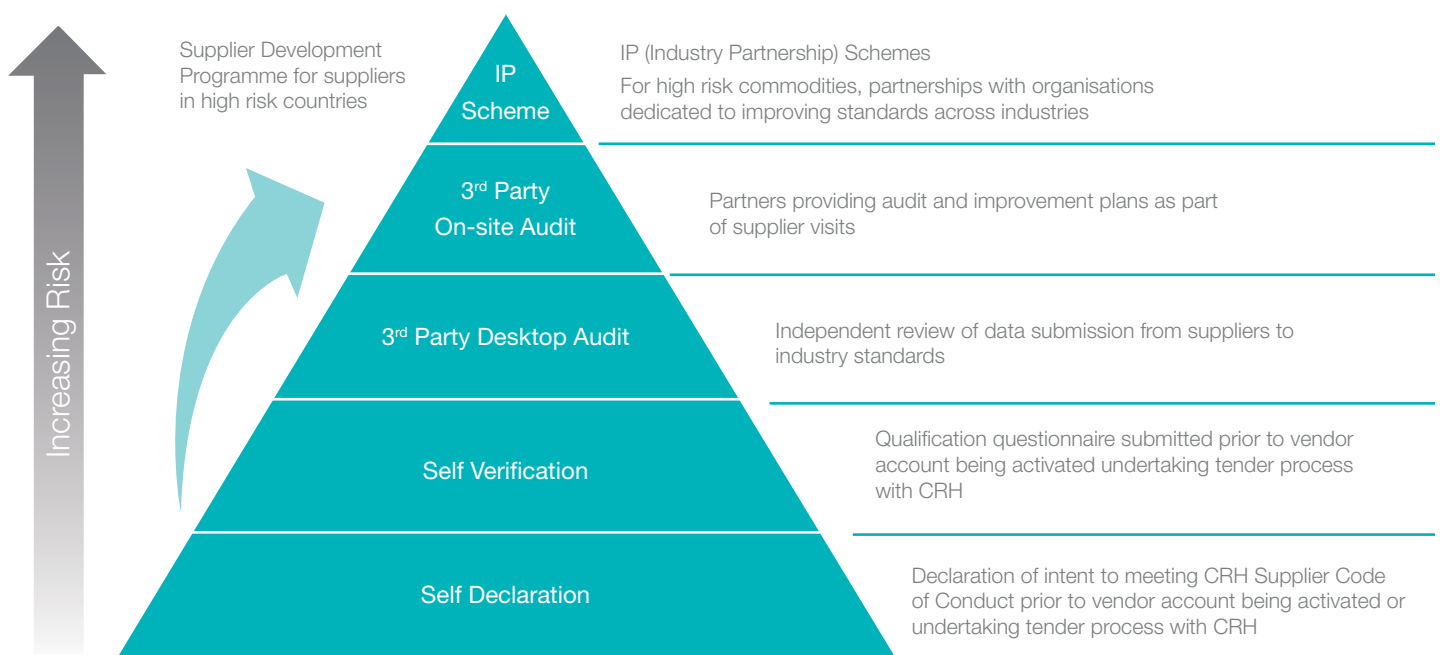 Increasing Risk
Supplier Development
Programme for suppliers
in high risk countries
IP
Scheme
IP (Industry Partnership) Schemes
For high risk commodities, partnerships with organisations
dedicated to improving standards across industries
3rd Party
On-site Audit
Partners providing audit and improvement plans as part
of supplier visits
3rd Party Desktop Audit
Independent review of data submission from suppliers to
industry standards
Self Verification
Qualification questionnaire submitted prior to vendor
account being activated undertaking tender process
with CRH
Self Declaration
Declaration of intent to meeting CRH Supplier Code
of Conduct prior to vendor account being activated or
undertaking tender process with CRH